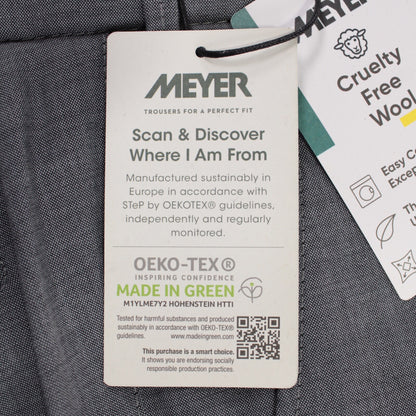 MEYER
TROUSERS FOR A PERFECT FIT
Scan & Discover
Where I Am From
Manufactured sustainably in
Europe in accordance with
STeP by OEKOTEX® guidelines,
independently and regularly
monitored.
OEKO-TEX®
INSPIRING CONFIDENCE
MADE IN GREEN
M1YLME7Y2 HOHENSTEIN HTTI
Tested for harmful substances and produced
sustainably in accordance with OEKO-TEX®
guidelines. www.madeingreen.com
This purchase is a smart choice.
It shows you are endorsing socially
responsible production practices.
MEYER
Cruelty
Free
Wool
Easy